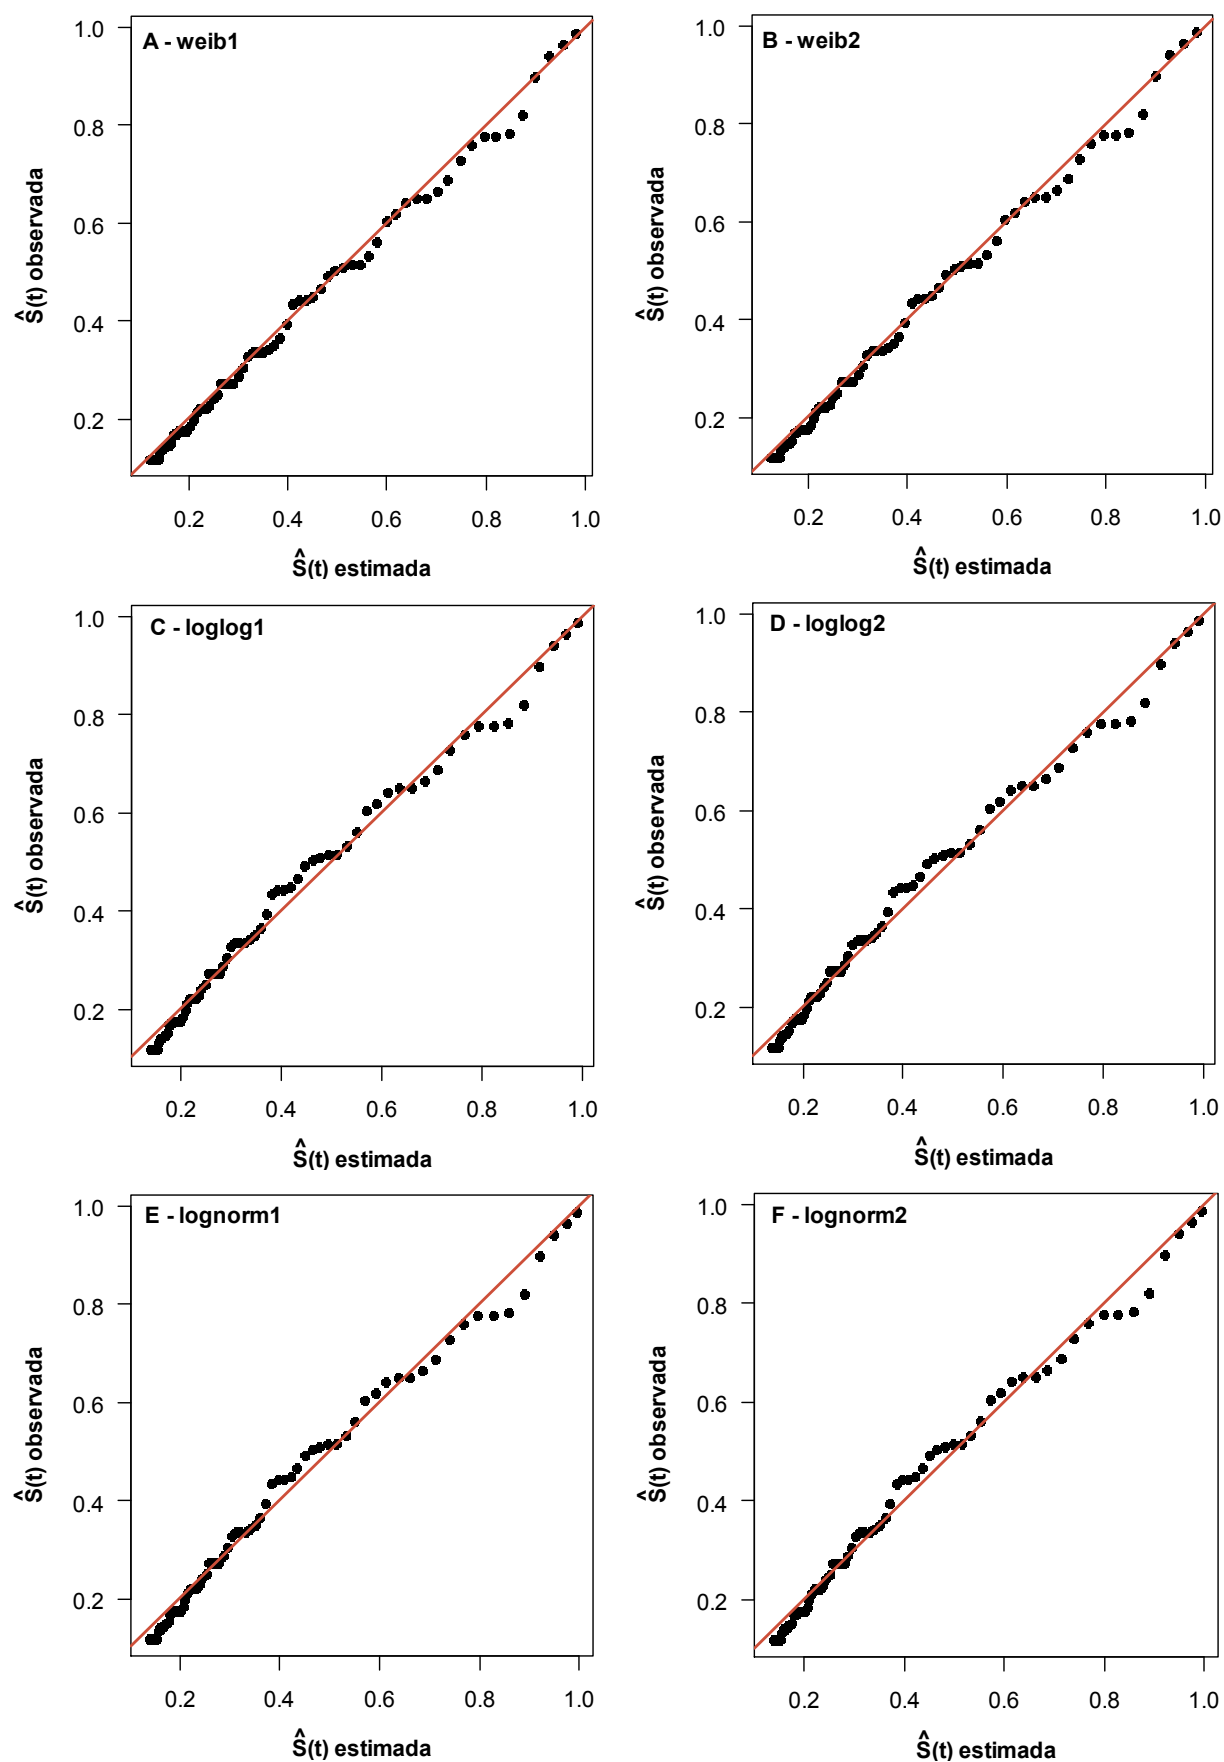 A - weib1
1.0
0.8
0.6
0.4
0.2
Ŝ(t) observada
0.2 0.4 0.6 0.8 1.0
Ŝ(t) estimada
B - weib2
1.0
0.8
0.6
0.4
0.2
Ŝ(t) observada
0.2 0.4 0.6 0.8 1.0
Ŝ(t) estimada
C - loglog1
1.0
0.8
0.6
0.4
0.2
Ŝ(t) observada
0.2 0.4 0.6 0.8 1.0
Ŝ(t) estimada
D - loglog2
1.0
0.8
0.6
0.4
0.2
Ŝ(t) observada
0.2 0.4 0.6 0.8 1.0
Ŝ(t) estimada
E - lognorm1
1.0
0.8
0.6
0.4
0.2
Ŝ(t) observada
0.2 0.4 0.6 0.8 1.0
Ŝ(t) estimada
F - lognorm2
1.0
0.8
0.6
0.4
0.2
Ŝ(t) observada
0.2 0.4 0.6 0.8 1.0
Ŝ(t) estimada